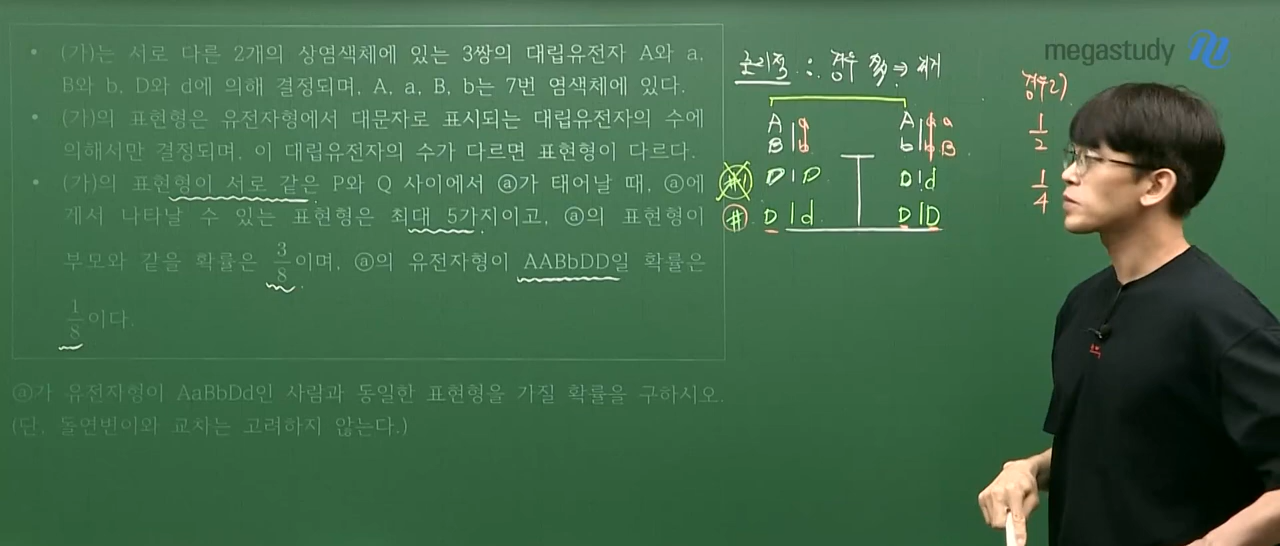 • (가)는 서로 다른 2개의 상염색체에 있는 3쌍의 대립유전자 A와 a,
B와 b, D와 d에 의해 결정되며, A, a, B, b는 7번 염색체에 있다.
• (가)의 표현형은 유전자형에서 대문자로 표시되는 대립유전자의 수에
의해서만 결정되며, 이 대립유전자의 수가 다르면 표현형이 다르다.
• (가)의 표현형이 서로 같은 P와 Q 사이에서 ⓐ가 태어날 때, ⓐ에
게서 나타날 수 있는 표현형은 최대 5가지이고, ⓐ의 표현형이
부모와 같을 확률은 3/8이며, ⓐ의 유전자형이 AABbDD일 확률은
1/8이다.
ⓐ가 유전자형이 AaBbDd인 사람과 동일한 표현형을 가질 확률을 구하시오.
(단, 돌연변이와 교차는 고려하지 않는다.)
megastudy
A | a
B | b
D | D
D | d
A | a a
b | b B
D | d
D | D
#1
#
1/2
1/4